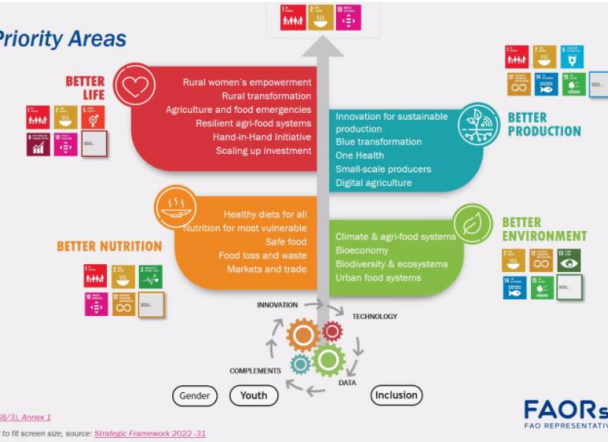 Priority Areas
BETTER
LIFE
Rural women's empowerment
Rural transformation
Agriculture and food emergencies
Resilient agri-food systems
Hand-in-Hand Initiative
Scaling up investment
BETTER
PRODUCTION
Innovation for sustainable
production
Blue transformation
One Health
Small-scale producers
Digital agriculture
BETTER NUTRITION
Healthy diets for all
Nutrition for most vulnerable
Safe food
Food loss and waste
Markets and trade
BETTER
ENVIRONMENT
Climate & agri-food systems
Bioeconomy
Biodiversity & ecosystems
Urban food systems
INNOVATION
TECHNOLOGY
COMPLEMENTS
DATA
Gender
Youth
Inclusion
Annex 1
to fit screen size, source: Strategic Framework 2022-31
FAORs
FAO REPRESENTATIVE